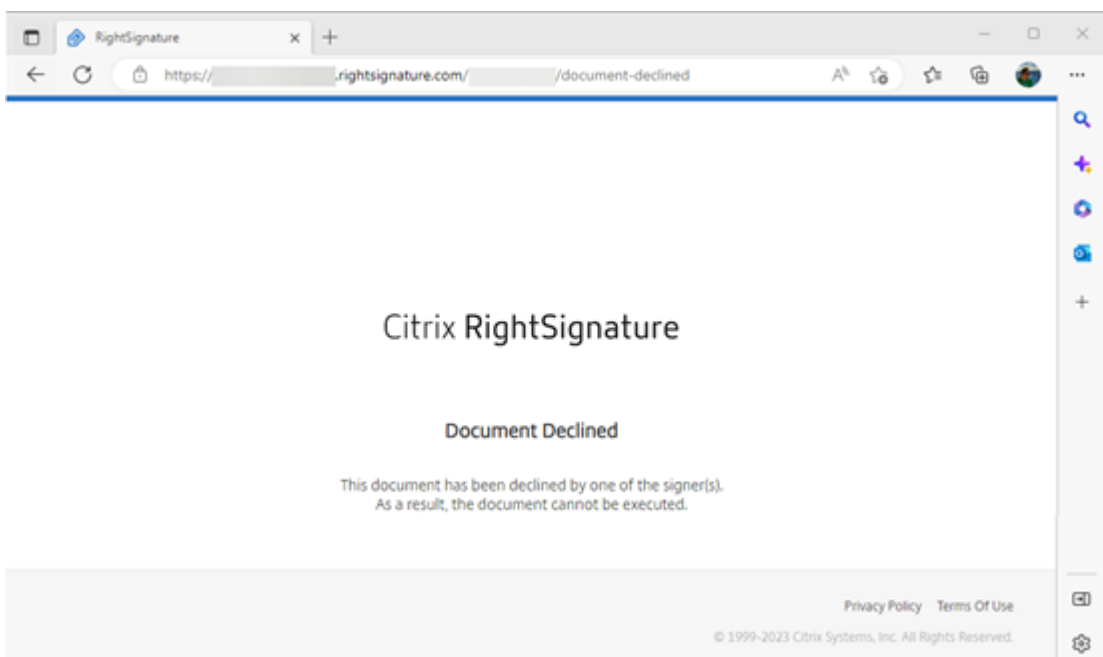 RightSignature
https:// .rightsignature.com/ /document-declined
Citrix RightSignature
Document Declined
This document has been declined by one of the signer(s).
As a result, the document cannot be executed.
Privacy Policy Terms Of Use
© 1999-2023 Citrix Systems, Inc. All Rights Reserved.